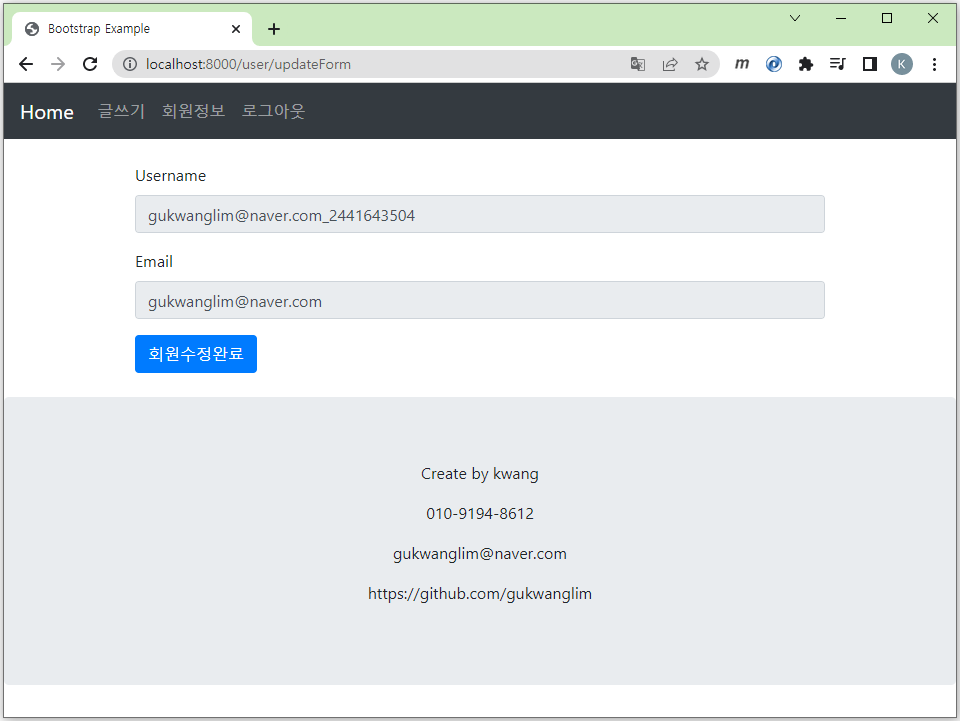 Bootstrap Example
localhost:8000/user/updateForm
m
K
Home 글쓰기 회원정보 로그아웃
Username
gukwanglim@naver.com_2441643504
Email
gukwanglim@naver.com
회원수정완료
Create by kwang
010-9194-8612
gukwanglim@naver.com
https://github.com/gukwanglim